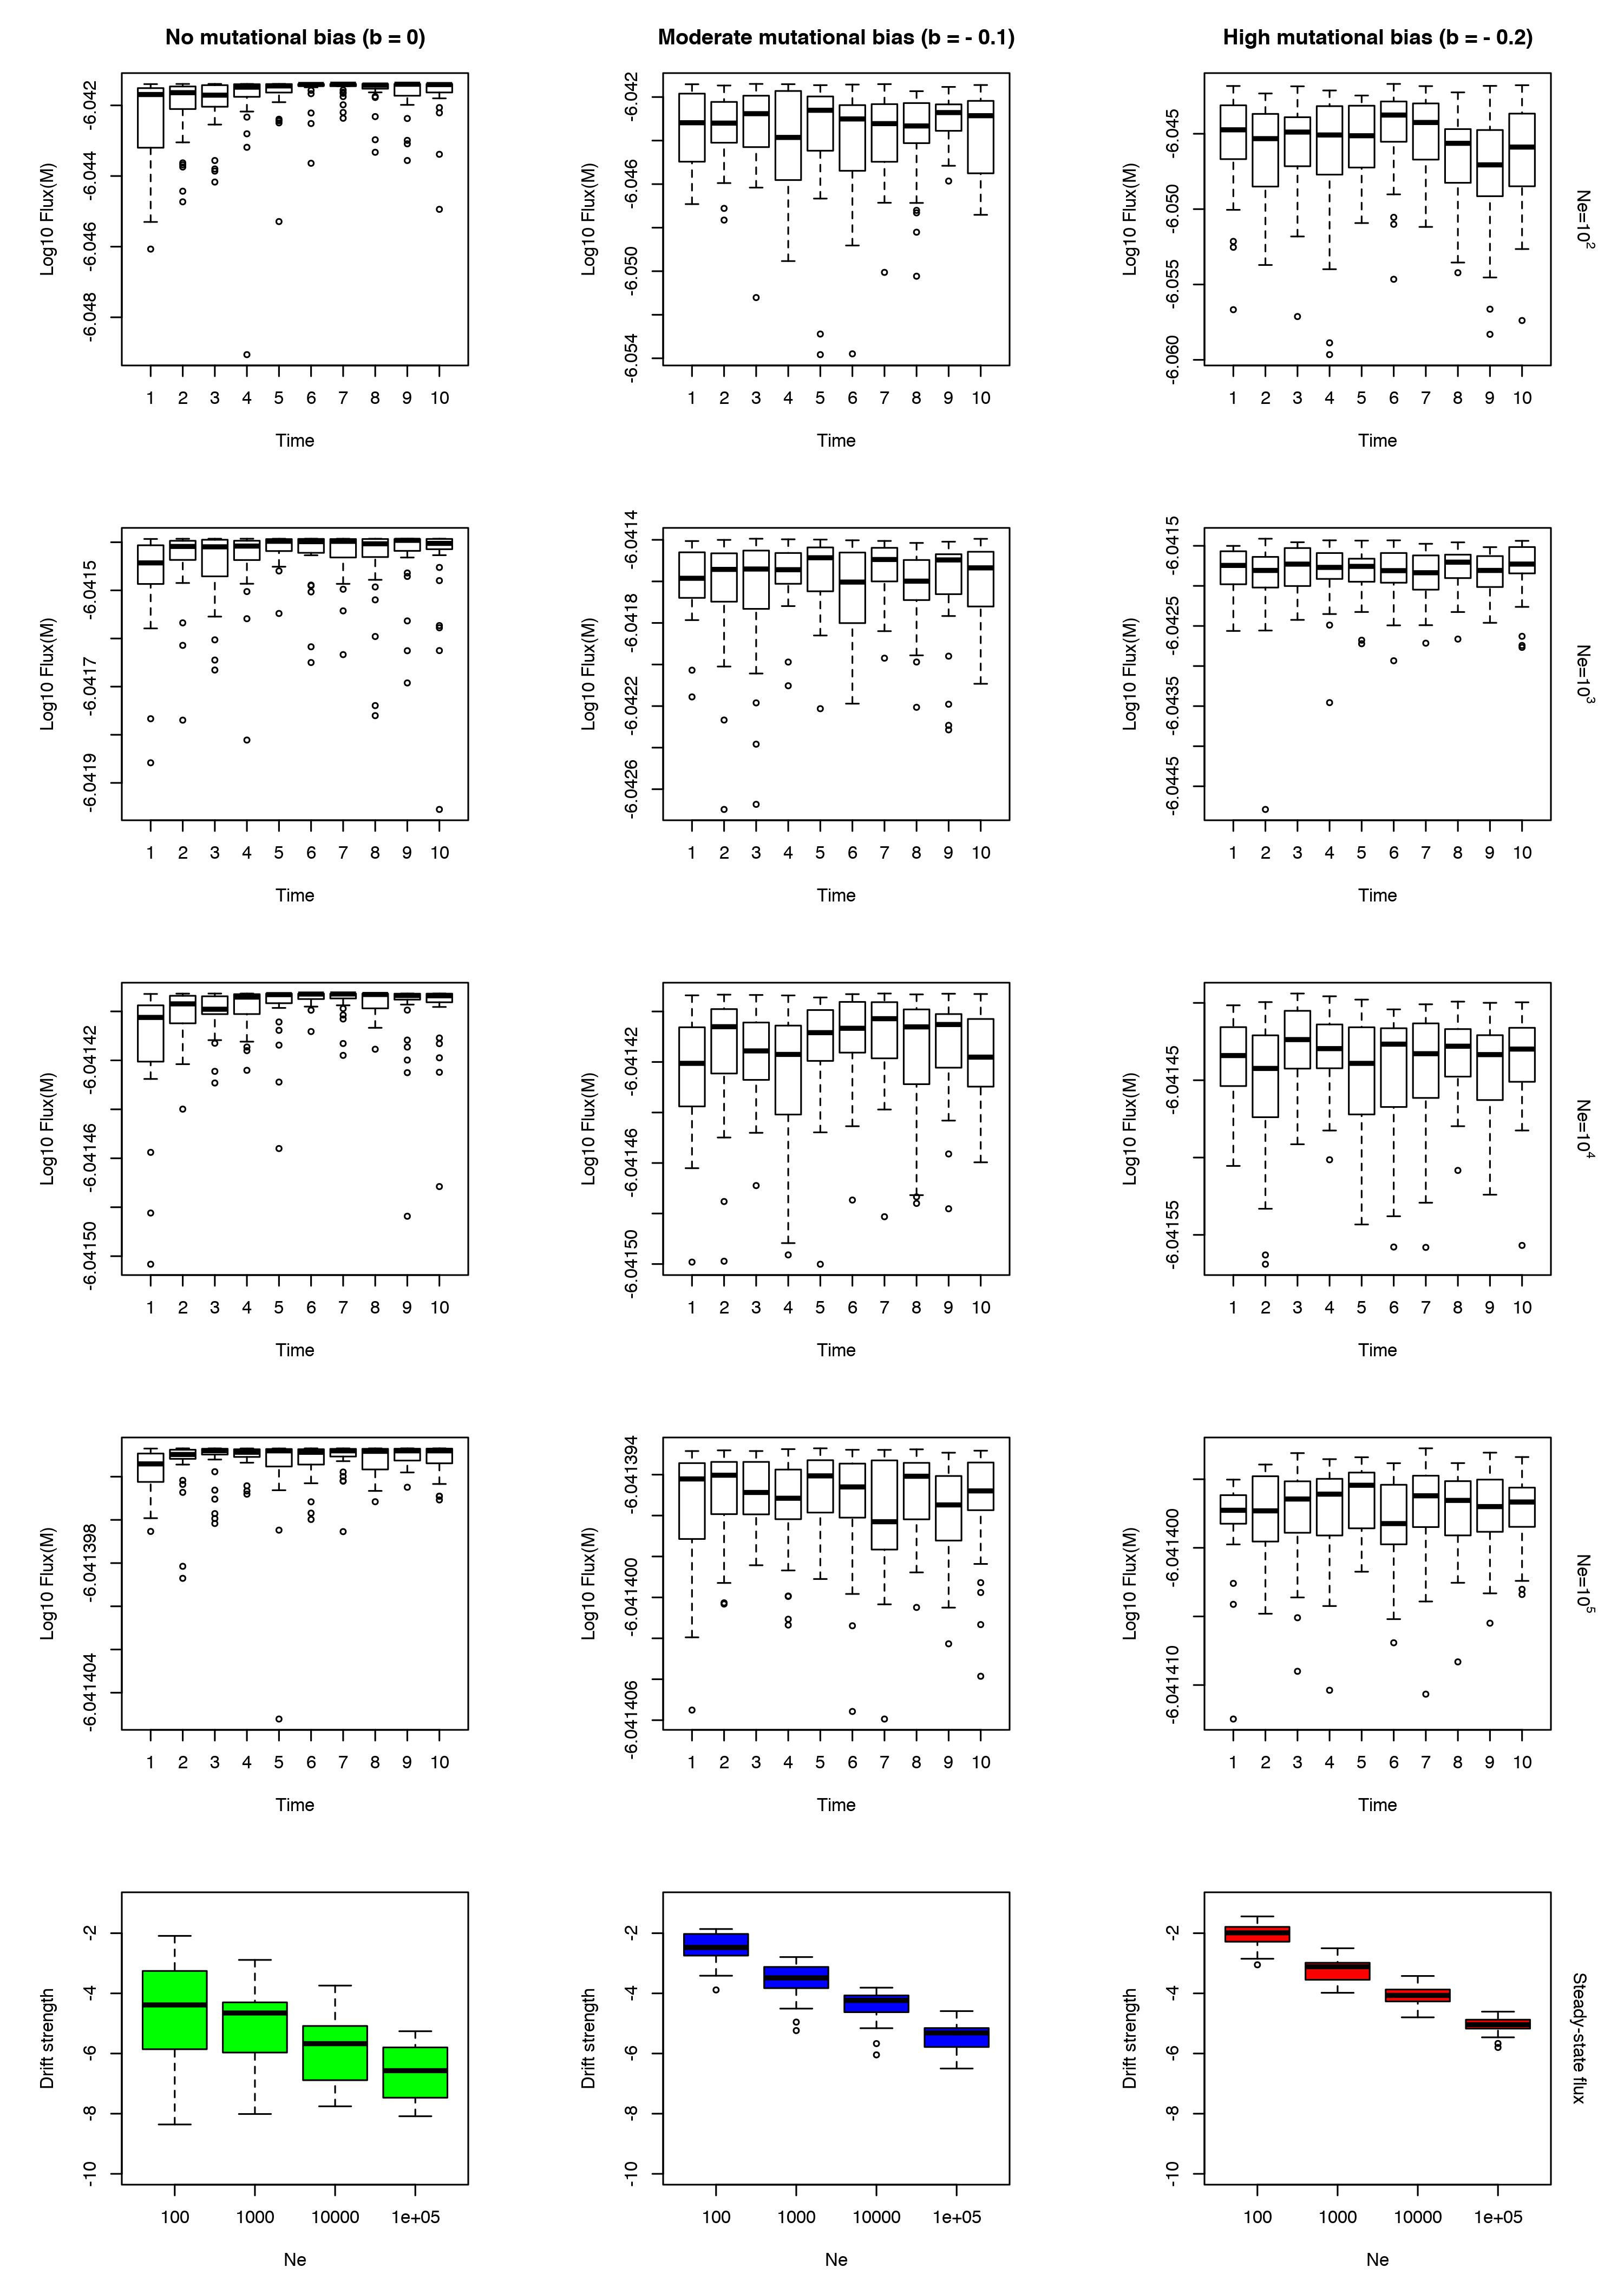 No mutational bias (b = 0) Moderate mutational bias (b = - 0.1) High mutational bias (b = - 0.2)
Log10 Flux(M)
-6.048 -6.046 -6.044 -6.042
1 2 3 4 5 6 7 8 9 10
Time
Log10 Flux(M)
-6.054 -6.050 -6.046 -6.042
1 2 3 4 5 6 7 8 9 10
Time
Log10 Flux(M)
-6.060 -6.055 -6.050 -6.045
1 2 3 4 5 6 7 8 9 10
Time
Ne=10²
Log10 Flux(M)
-6.0419 -6.0417 -6.0415
1 2 3 4 5 6 7 8 9 10
Time
Log10 Flux(M)
-6.0426 -6.0422 -6.0418 -6.0414
1 2 3 4 5 6 7 8 9 10
Time
Log10 Flux(M)
-6.0445 -6.0435 -6.0425 -6.0415
1 2 3 4 5 6 7 8 9 10
Time
Ne=10³
Log10 Flux(M)
-6.04150 -6.04146 -6.04142
1 2 3 4 5 6 7 8 9 10
Time
Log10 Flux(M)
-6.04150 -6.04146 -6.04142
1 2 3 4 5 6 7 8 9 10
Time
Log10 Flux(M)
-6.04155 -6.04145
1 2 3 4 5 6 7 8 9 10
Time
Ne=10⁴
Log10 Flux(M)
-6.041404 -6.041398
1 2 3 4 5 6 7 8 9 10
Time
Log10 Flux(M)
-6.041406 -6.041400 -6.041394
1 2 3 4 5 6 7 8 9 10
Time
Log10 Flux(M)
-6.041410 -6.041400
1 2 3 4 5 6 7 8 9 10
Time
Ne=10⁵
Drift strength
-10 -8 -6 -4 -2
100 1000 10000 1e+05
Ne
Drift strength
-10 -8 -6 -4 -2
100 1000 10000 1e+05
Ne
Drift strength
-10 -8 -6 -4 -2
100 1000 10000 1e+05
Ne
Steady-state flux